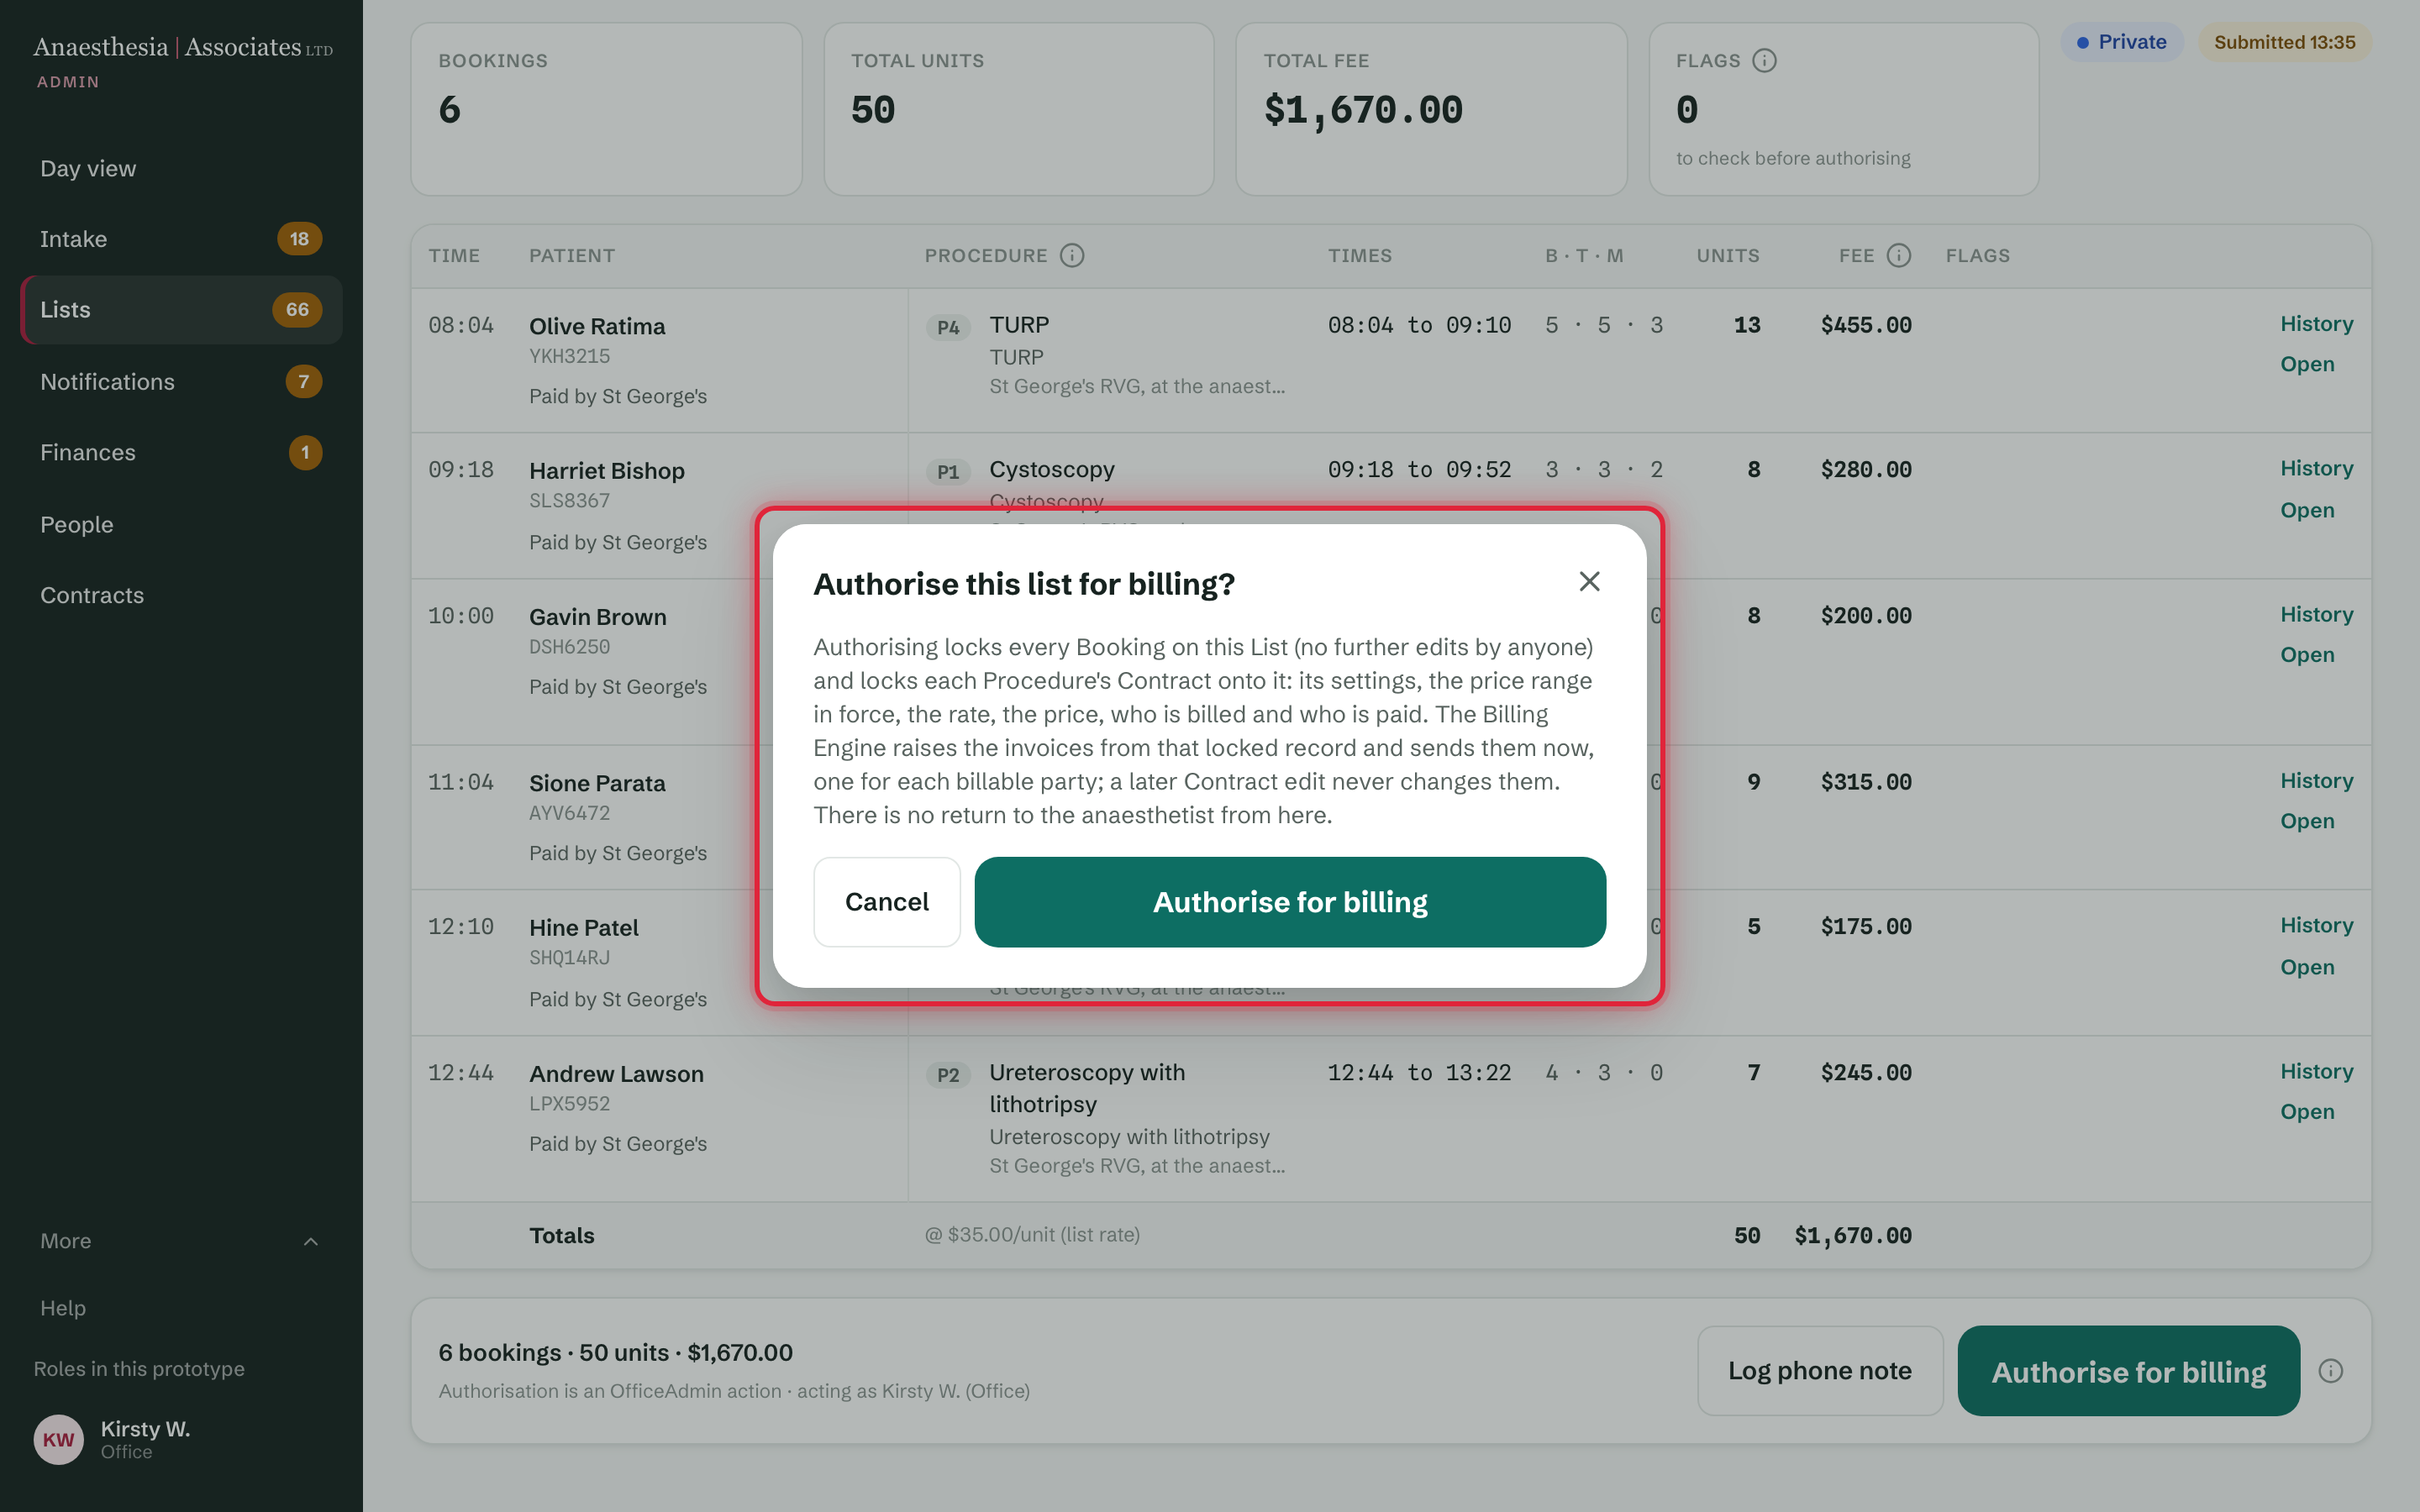 Anaesthesia | Associates LTD
ADMIN
Day view
Intake 18
Lists 66
Notifications 7
Finances 1
People
Contracts
More
Help
Roles in this prototype
KW
Kirsty W.
Office
BOOKINGS
6
TOTAL UNITS
50
TOTAL FEE
$1,670.00
FLAGS
0
to check before authorising
Private
Submitted 13:35
TIME PATIENT PROCEDURE TIMES B · T · M UNITS FEE FLAGS
08:04 Olive Ratima P4 TURP 08:04 to 09:10 5 · 5 · 3 13 $455.00 History
YKH3215 TURP Open
Paid by St George's St George's RVG, at the anaest...
09:18 Harriet Bishop P1 Cystoscopy 09:18 to 09:52 3 · 3 · 2 8 $280.00 History
SLS8367 Cystoscopy Open
Paid by St George's
10:00 Gavin Brown 0 8 $200.00 History
DSH6250 Open
Paid by St George's
11:04 Sione Parata 0 9 $315.00 History
AYV6472 Open
Paid by St George's
12:10 Hine Patel 0 5 $175.00 History
SHQ14RJ Open
Paid by St George's St George's RVG, at the anaest...
12:44 Andrew Lawson P2 Ureteroscopy with 12:44 to 13:22 4 · 3 · 0 7 $245.00 History
lithotripsy
LPX5952 Open
Ureteroscopy with lithotripsy
Paid by St George's St George's RVG, at the anaest...
Totals @ $35.00/unit (list rate) 50 $1,670.00
Authorise this list for billing?
Authorising locks every Booking on this List (no further edits by anyone)
and locks each Procedure's Contract onto it: its settings, the price range
in force, the rate, the price, who is billed and who is paid. The Billing
Engine raises the invoices from that locked record and sends them now,
one for each billable party; a later Contract edit never changes them.
There is no return to the anaesthetist from here.
Cancel
Authorise for billing
6 bookings · 50 units · $1,670.00
Authorisation is an OfficeAdmin action · acting as Kirsty W. (Office)
Log phone note
Authorise for billing